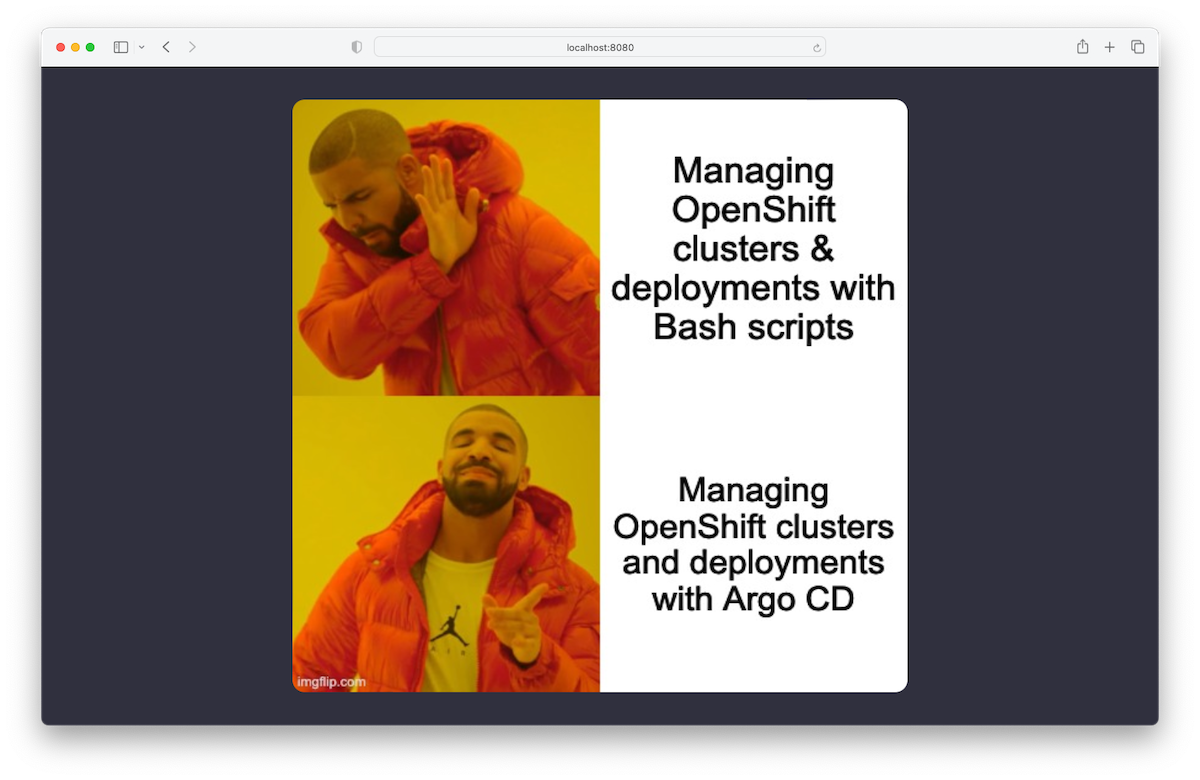 localhost:8080
Managing
OpenShift
clusters &
deployments with
Bash scripts
Managing
OpenShift clusters
and deployments
with Argo CD
imgflip.com